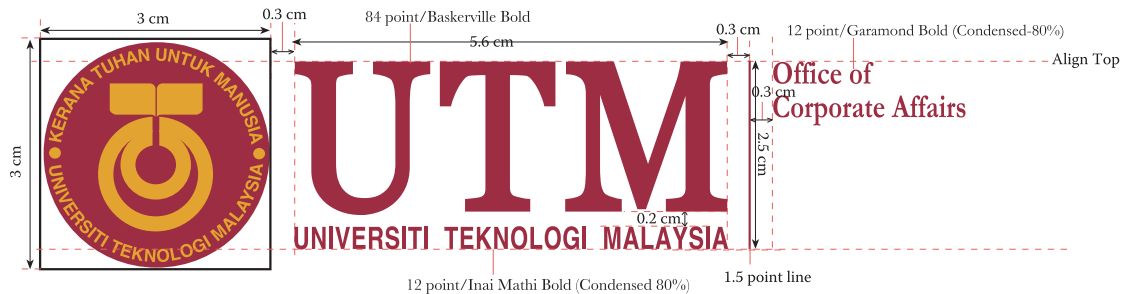 3 cm
0.3 cm
84 point/Baskerville Bold
5.6 cm
0.3 cm
12 point/Garamond Bold (Condensed-80%)
Align Top
3 cm
KERANA TUHAN UNTUK MANUSIA
UNIVERSITI TEKNOLOGI MALAYSIA
UTM
Office of
Corporate Affairs
0.3 cm
2.5 cm
0.2 cm
UNIVERSITI TEKNOLOGI MALAYSIA
12 point/Inai Mathi Bold (Condensed 80%)
1.5 point line